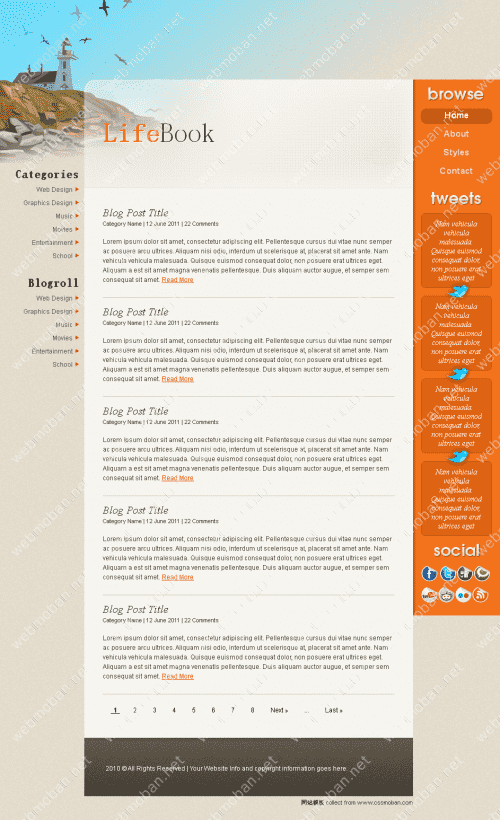 LifeBook
Categories
Web Design
Graphics Design
Music
Movies
Entertainment
School
Blogroll
Web Design
Graphics Design
Music
Movies
Entertainment
School
Blog Post Title
Category Name | 12 June 2011 | 22 Comments
Lorem ipsum dolor sit amet, consectetur adipiscing elit. Pellentesque cursus dui vitae nunc semper
ac posuere arcu ultrices. Aliquam nisi odio, interdum ut scelerisque at, placerat sit amet ante. Nam
vehicula vehicula malesuada. Quisque euismod consequat dolor, non posuere erat ultrices eget.
Aliquam a est sit amet magna venenatis pellentesque. Duis aliquam auctor augue, et semper sem
consequat id. Read More
Blog Post Title
Category Name | 12 June 2011 | 22 Comments
Lorem ipsum dolor sit amet, consectetur adipiscing elit. Pellentesque cursus dui vitae nunc semper
ac posuere arcu ultrices. Aliquam nisi odio, interdum ut scelerisque at, placerat sit amet ante. Nam
vehicula vehicula malesuada. Quisque euismod consequat dolor, non posuere erat ultrices eget.
Aliquam a est sit amet magna venenatis pellentesque. Duis aliquam auctor augue, et semper sem
consequat id. Read More
Blog Post Title
Category Name | 12 June 2011 | 22 Comments
Lorem ipsum dolor sit amet, consectetur adipiscing elit. Pellentesque cursus dui vitae nunc semper
ac posuere arcu ultrices. Aliquam nisi odio, interdum ut scelerisque at, placerat sit amet ante. Nam
vehicula vehicula malesuada. Quisque euismod consequat dolor, non posuere erat ultrices eget.
Aliquam a est sit amet magna venenatis pellentesque. Duis aliquam auctor augue, et semper sem
consequat id. Read More
Blog Post Title
Category Name | 12 June 2011 | 22 Comments
Lorem ipsum dolor sit amet, consectetur adipiscing elit. Pellentesque cursus dui vitae nunc semper
ac posuere arcu ultrices. Aliquam nisi odio, interdum ut scelerisque at, placerat sit amet ante. Nam
vehicula vehicula malesuada. Quisque euismod consequat dolor, non posuere erat ultrices eget.
Aliquam a est sit amet magna venenatis pellentesque. Duis aliquam auctor augue, et semper sem
consequat id. Read More
Blog Post Title
Category Name | 12 June 2011 | 22 Comments
Lorem ipsum dolor sit amet, consectetur adipiscing elit. Pellentesque cursus dui vitae nunc semper
ac posuere arcu ultrices. Aliquam nisi odio, interdum ut scelerisque at, placerat sit amet ante. Nam
vehicula vehicula malesuada. Quisque euismod consequat dolor, non posuere erat ultrices eget.
Aliquam a est sit amet magna venenatis pellentesque. Duis aliquam auctor augue, et semper sem
consequat id. Read More
1 2 3 4 5 6 7 8 Next » ... Last »
browse
Home
About
Styles
Contact
tweets
Nam vehicula
vehicula
malesuada.
Quisque euismod
consequat dolor,
non posuere erat
ultrices eget
Nam vehicula
vehicula
malesuada.
Quisque euismod
consequat dolor,
non posuere erat
ultrices eget
Nam vehicula
vehicula
malesuada.
Quisque euismod
consequat dolor,
non posuere erat
ultrices eget
Nam vehicula
vehicula
malesuada.
Quisque euismod
consequat dolor,
non posuere erat
ultrices eget
social
2010 © All Rights Reserved | Your Website Info and copyright information goes here.
网站模板 collect from www.cssmoban.com
webmoban.net